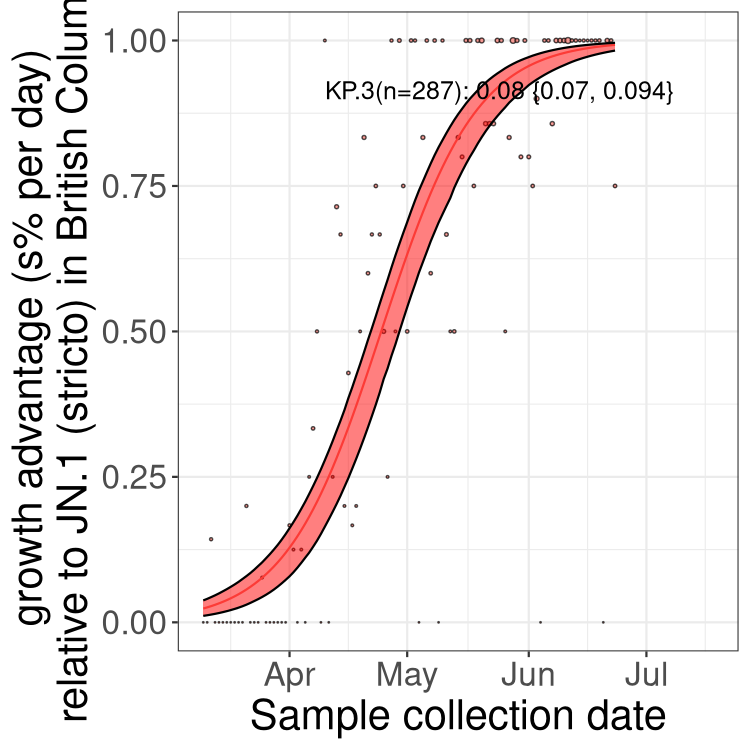 growth advantage (s% per day)
relative to JN.1 (stricto) in British Colum
1.00
0.75
0.50
0.25
0.00
KP.3(n=287): 0.08 {0.07, 0.094}
Apr May Jun Jul
Sample collection date